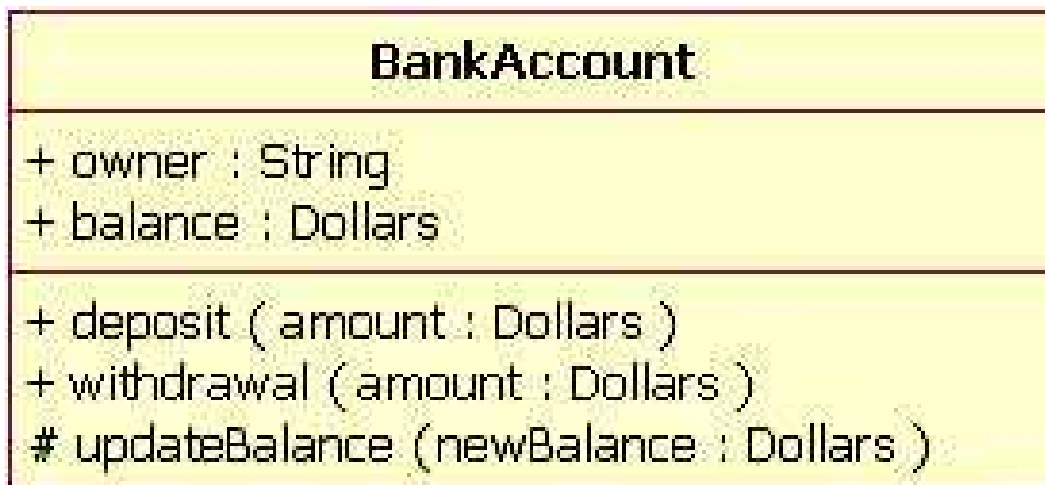 BankAccount
+ owner : String
+ balance : Dollars
+ deposit ( amount : Dollars )
+ withdrawal ( amount : Dollars )
# updateBalance ( newBalance : Dollars )